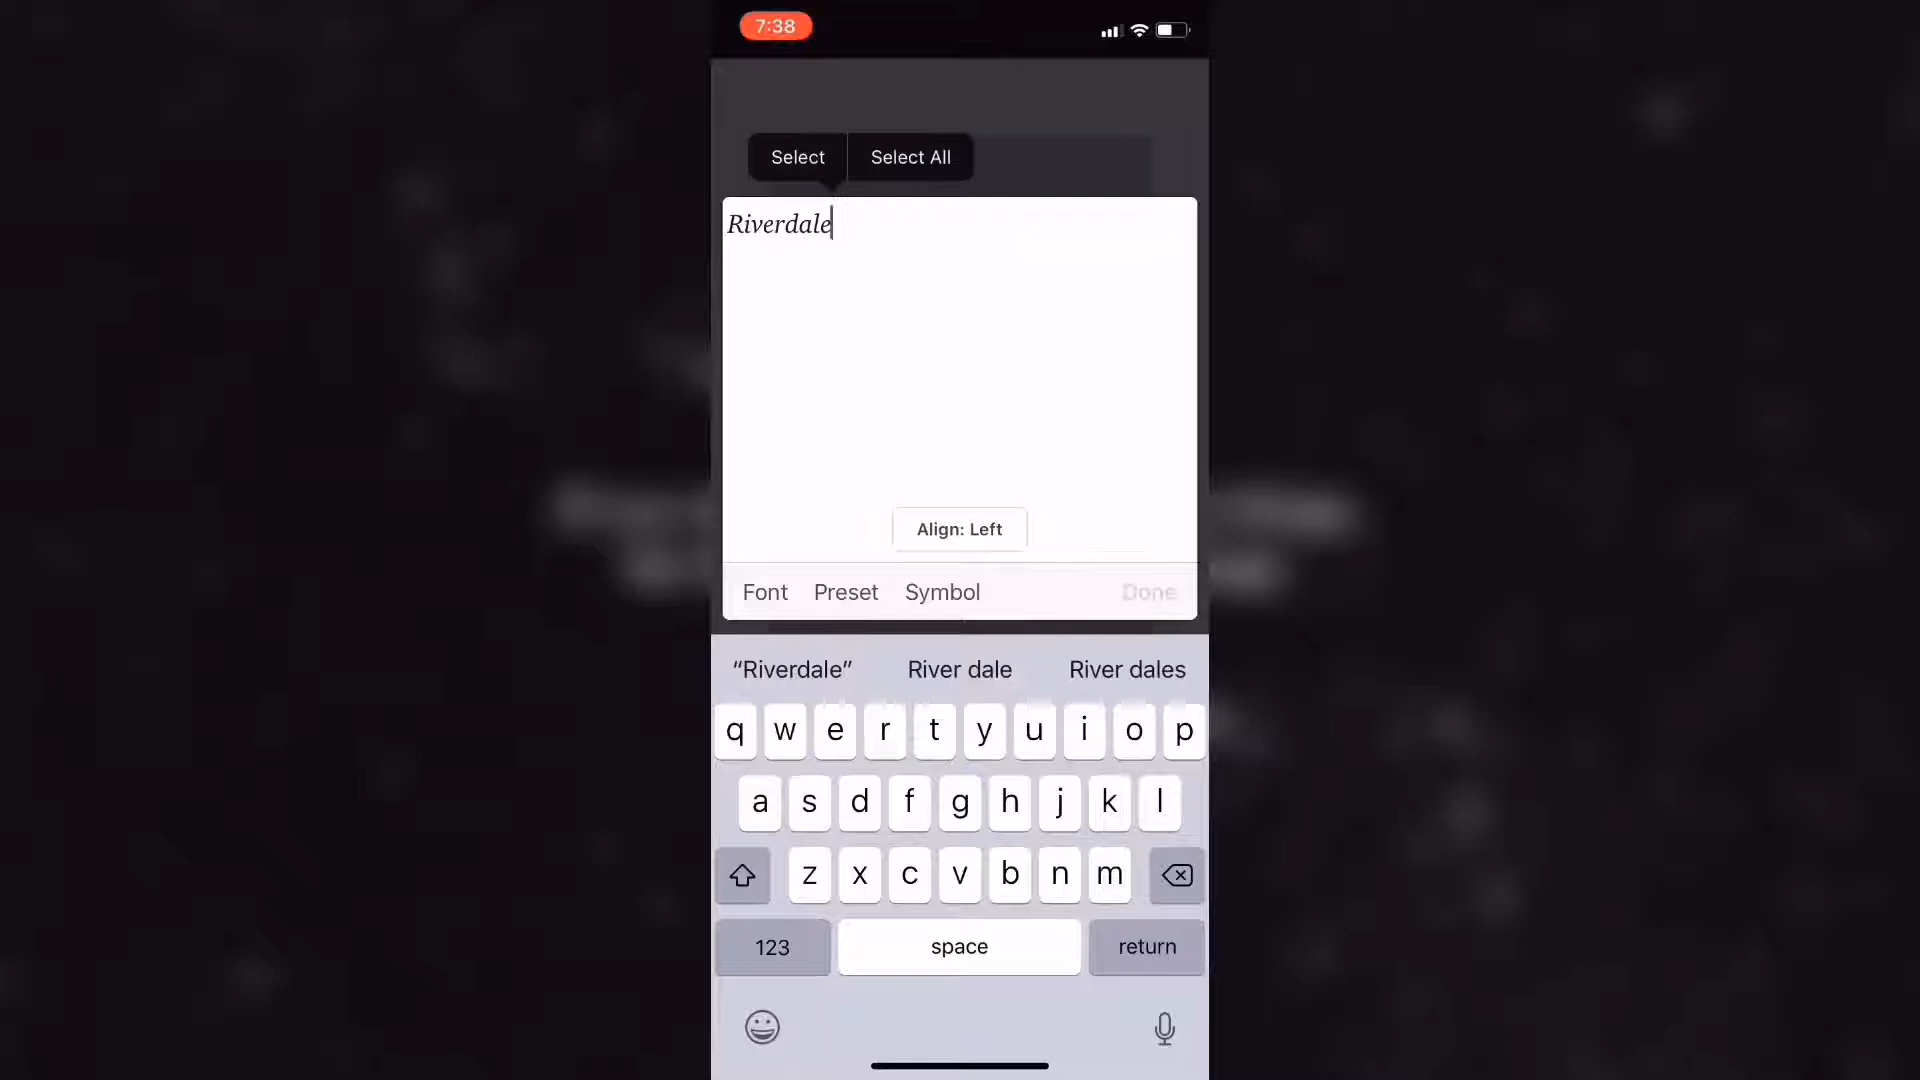 7:38
Select Select All
Riverdale
Align: Left
Font Preset Symbol Done
“Riverdale” River dale River dales
q w e r t y u i o p
a s d f g h j k l
z x c v b n m
123 space return